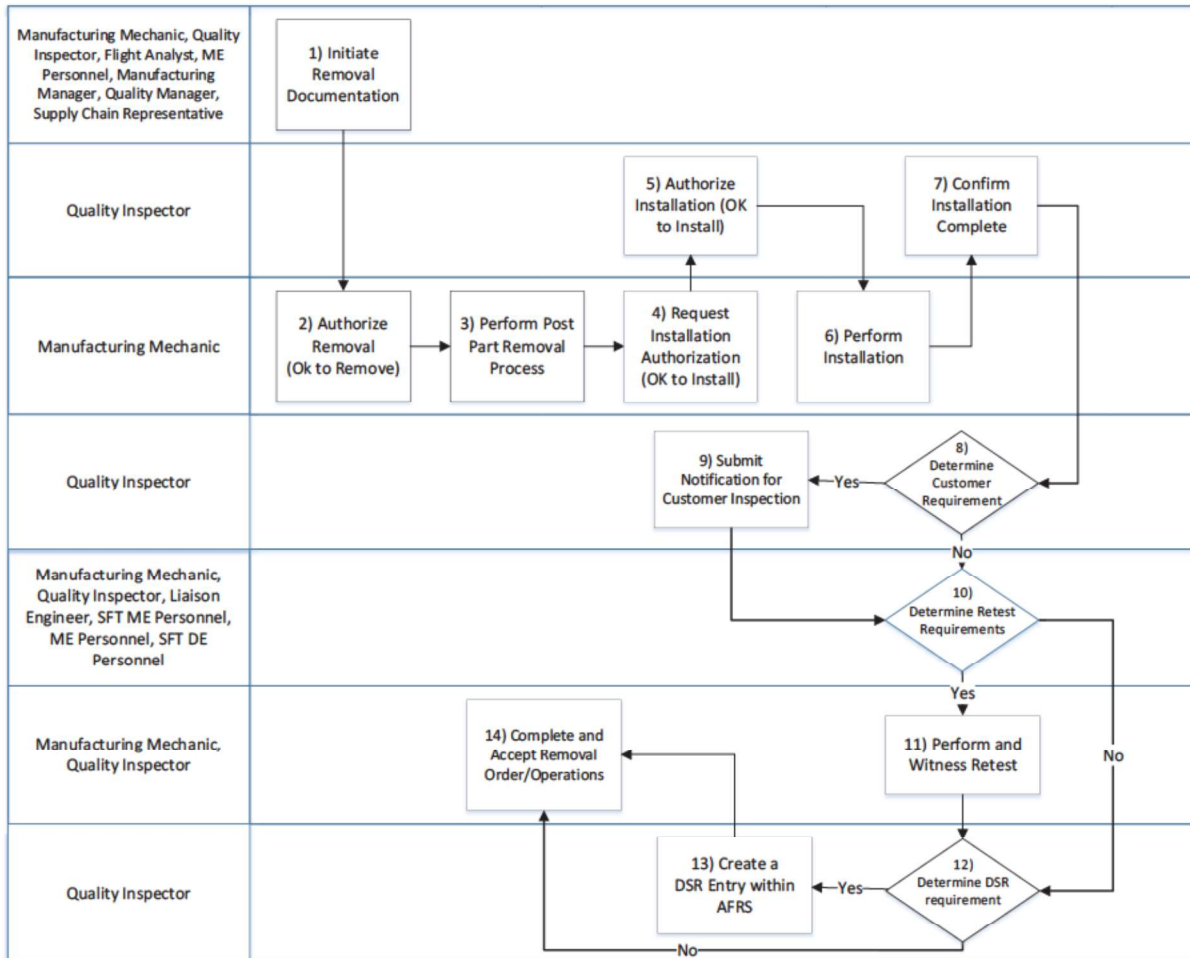 Manufacturing Mechanic, Quality
Inspector, Flight Analyst, ME
Personnel, Manufacturing
Manager, Quality Manager,
Supply Chain Representative
1) Initiate
Removal
Documentation
Quality Inspector
5) Authorize
Installation (OK
to Install)
7) Confirm
Installation
Complete
Manufacturing Mechanic
2) Authorize
Removal
(Ok to Remove)
3) Perform Post
Part Removal
Process
4) Request
Installation
Authorization
(OK to Install)
6) Perform
Installation
Quality Inspector
9) Submit
Notification for
Customer Inspection
Yes
8)
Determine
Customer
Requirement
No
Manufacturing Mechanic,
Quality Inspector, Liaison
Engineer, SFT ME Personnel,
ME Personnel, SFT DE
Personnel
10)
Determine Retest
Requirements
Yes
Manufacturing Mechanic,
Quality Inspector
14) Complete and
Accept Removal
Order/Operations
11) Perform and
Witness Retest
No
Quality Inspector
13) Create a
DSR Entry within
AFRS
Yes
12)
Determine DSR
requirement
No